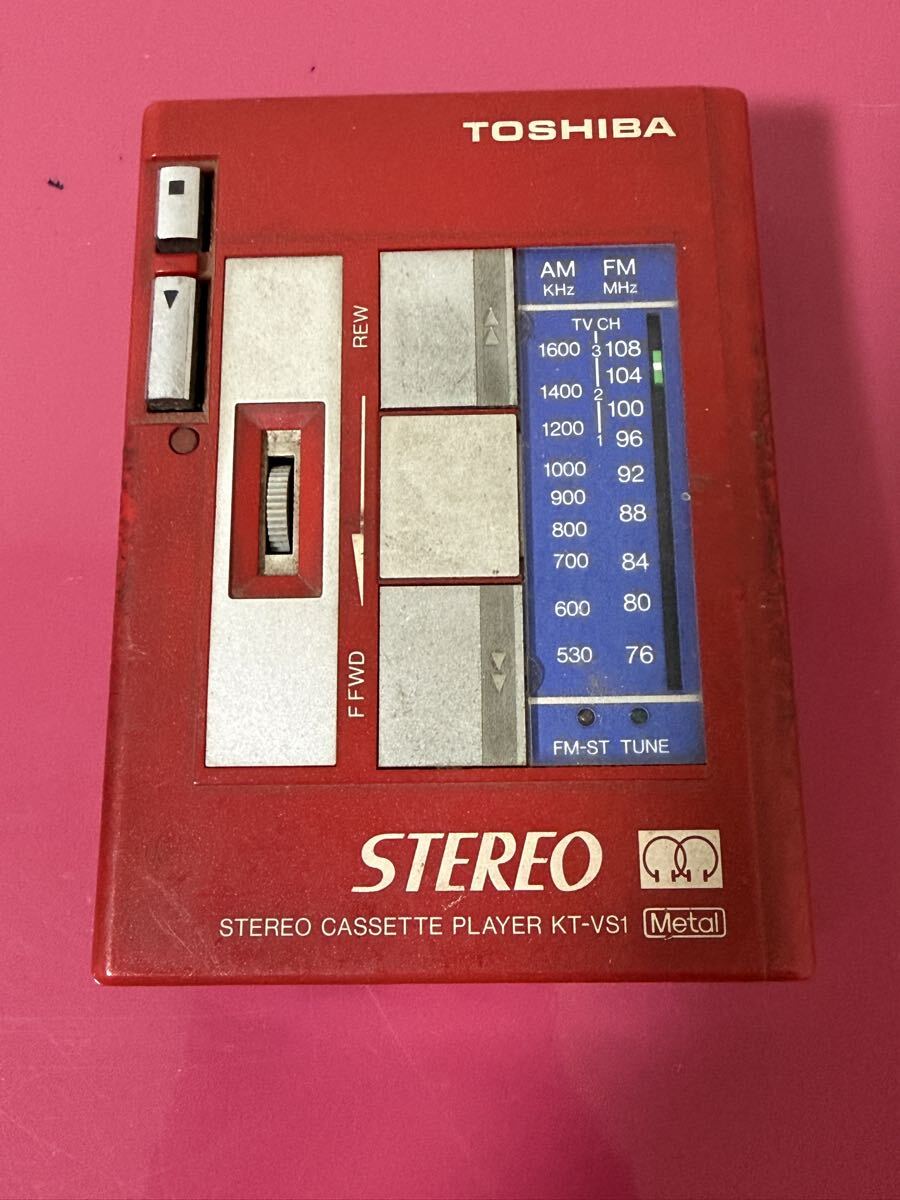 TOSHIBA
AM FM
KHz MHz
TV CH
1600 3 108
104
1400 2
100
1200 1 96
1000 92
900
88
800
700 84
600 80
530 76
FM-ST TUNE
REW
F FWD
STEREO
STEREO CASSETTE PLAYER KT-VS1 Metal